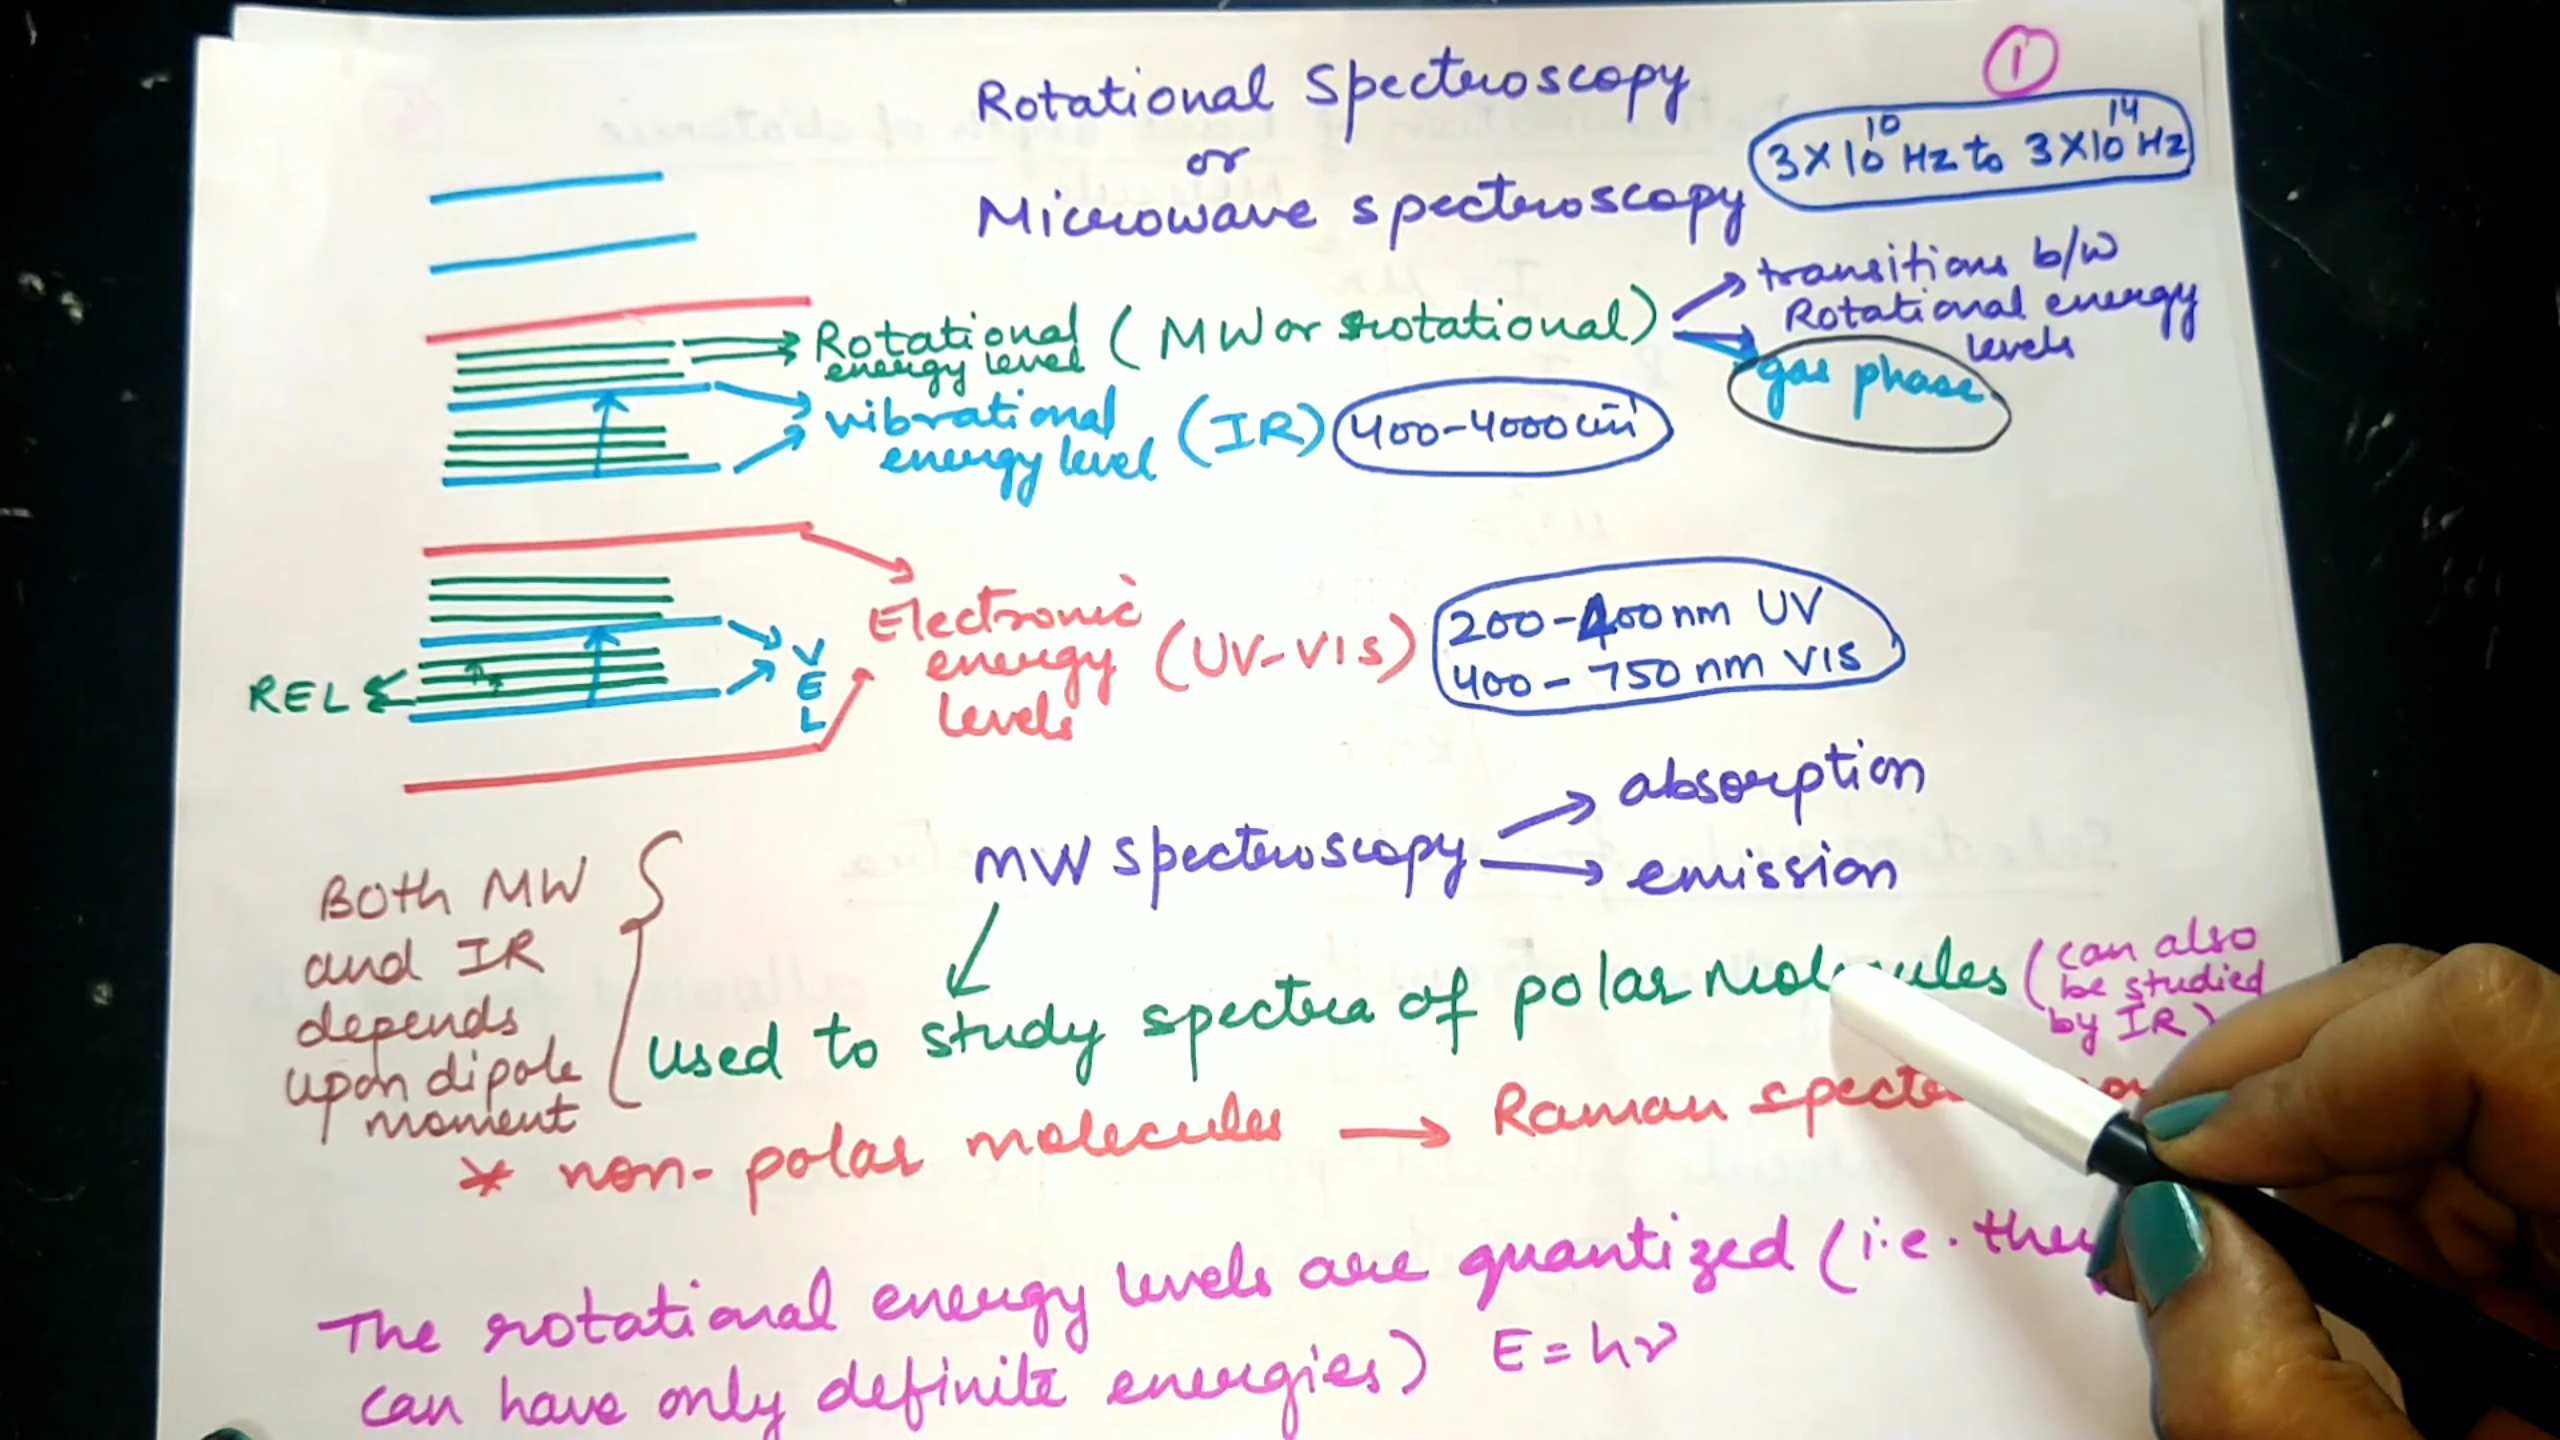 ①
Rotational Spectroscopy
or
Microwave spectroscopy
3×10¹⁰ Hz to 3×10¹⁴ Hz
Rotational energy level (MW or rotational)
transitions b/w
Rotational energy
levels
gas phase
vibrational
energy level (IR) 400-4000 cm⁻¹
Electronic
energy
levels
(UV-VIS)
200-400 nm UV
400-750 nm VIS
VEL
REL
MW spectroscopy
absorption
emission
Both MW
and IR
depends
upon dipole
moment
used to study spectra of polar Molecules
(can also
be studied
by IR)
* non-polar molecules → Raman
The rotational energy levels are quantized (i.e. they
can have only definite energies) E = hν